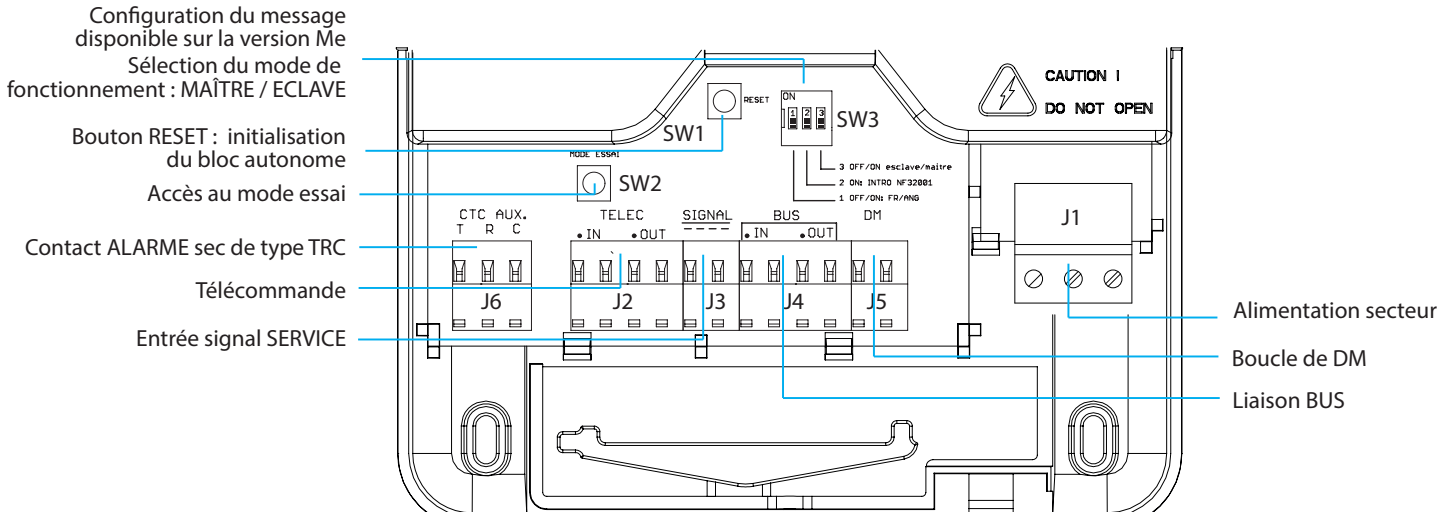 Configuration du message
disponible sur la version Me
Sélection du mode de
fonctionnement : MAÎTRE / ECLAVE
Bouton RESET : initialisation
du bloc autonome
Accès au mode essai
Contact ALARME sec de type TRC
Télécommande
Entrée signal SERVICE
RESET
SW1
ON
1 2 3
SW3
CAUTION !
DO NOT OPEN
MODE ESSAI
SW2
3 OFF/ON esclave/maitre
2 ON: INTRO NF32001
1 OFF/ON: FR/ANG
CTC AUX.
T R C
TELEC
• IN • OUT
SIGNAL
BUS
• IN • OUT
DM
J1
J6
J2
J3
J4
J5
Alimentation secteur
Boucle de DM
Liaison BUS